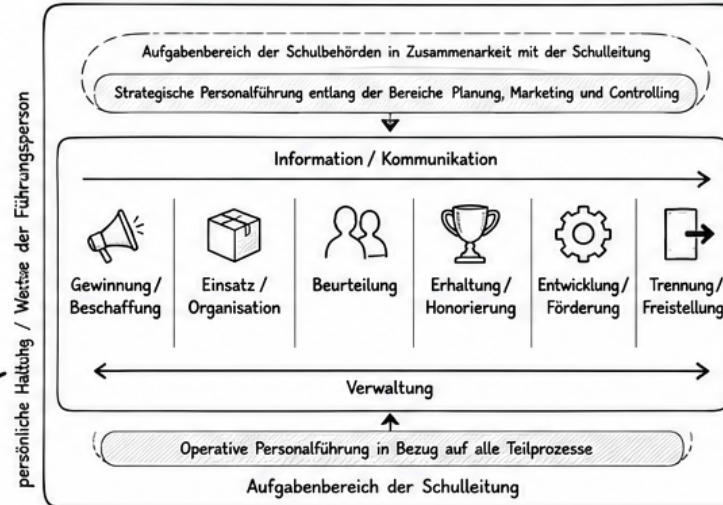 Aufgabenbereich der Schulbehörden in Zusammenarkeit mit der Schulleitung
Strategische Personalführung entlang der Bereiche Planung, Marketing und Controlling
persönliche Haltung / der Führungsperson
Information / Kommunikation
Gewinnung /
Beschaffung
Einsatz /
Organisation
Beurteilung
Erhaltung /
Honorierung
Entwicklung /
Förderung
Trennung /
Freistellung
Verwaltung
Operative Personalführung in Bezug auf alle Teilprozesse
Aufgabenbereich der Schulleitung